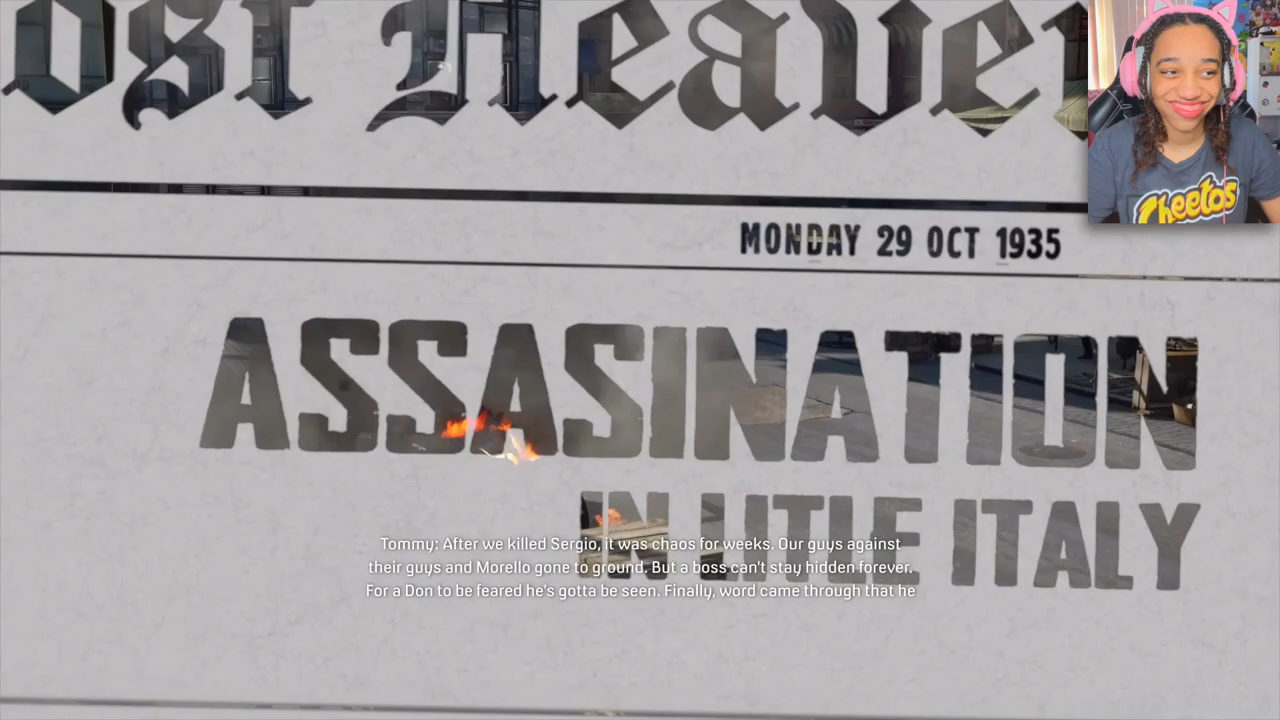 ost Heaven
MONDAY 29 OCT 1935
ASSASINATION
IN LITLE ITALY
Tommy: After we killed Sergio, it was chaos for weeks. Our guys against
their guys and Morello gone to ground. But a boss can't stay hidden forever.
For a Don to be feared he's gotta be seen. Finally, word came through that he
Cheetos